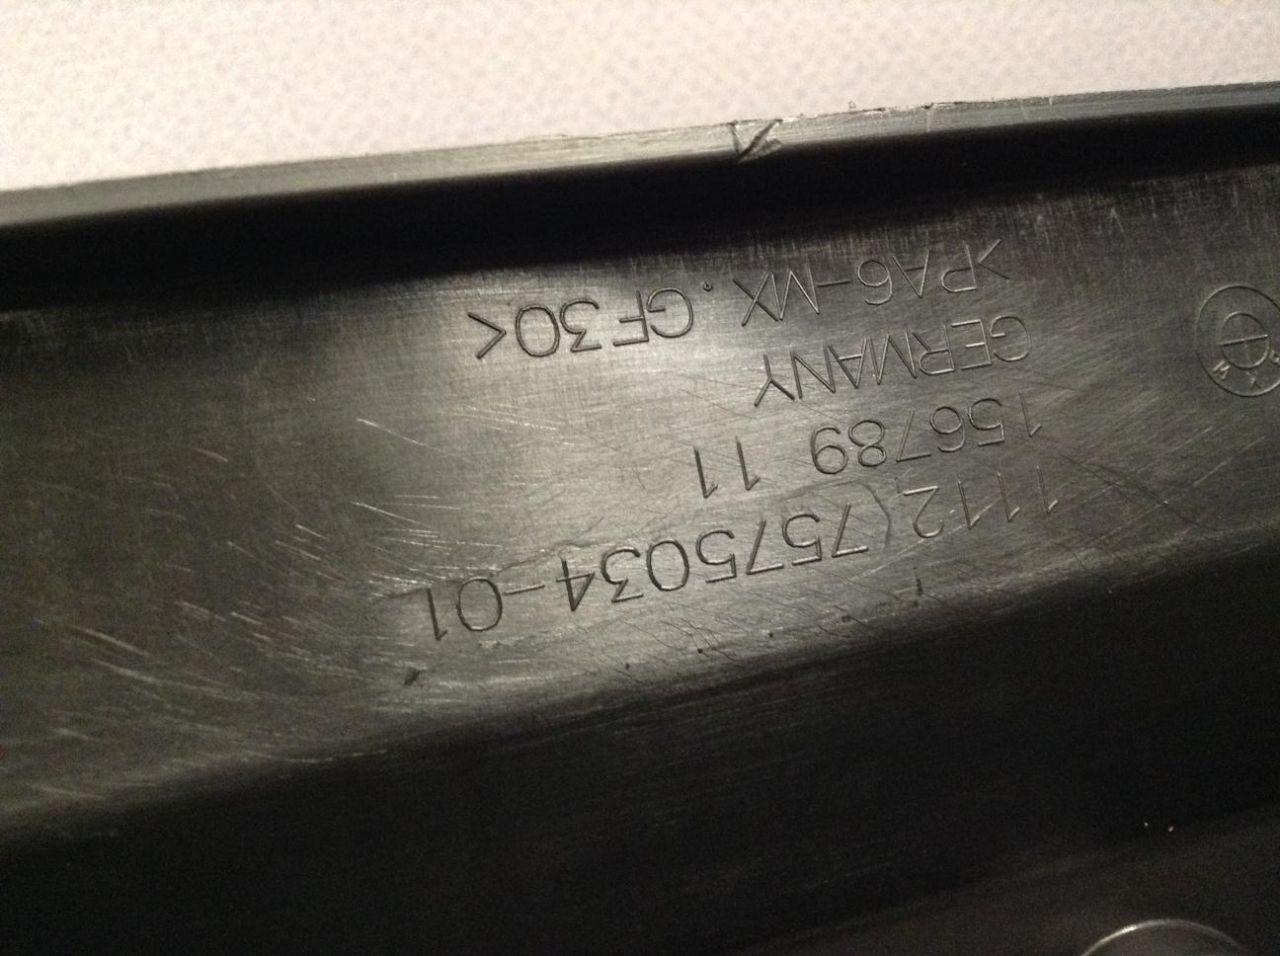 1112(7575034-01
156789 11
GERMANY
>PA6-MX.GF30<